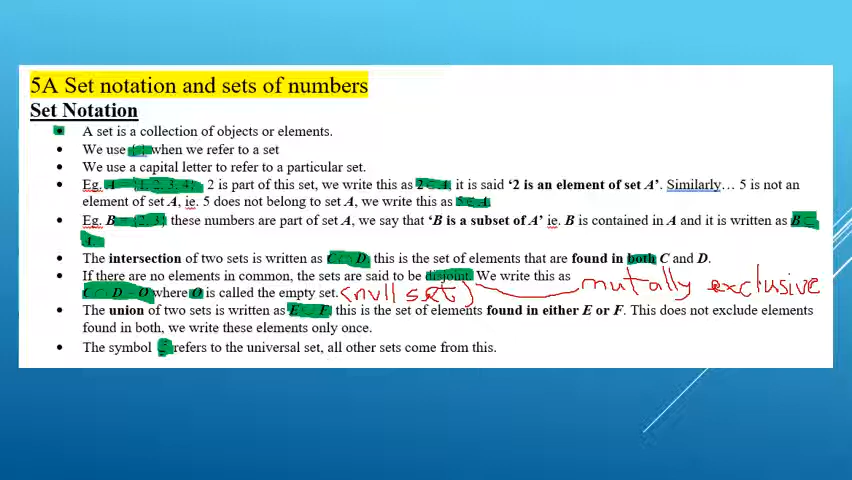 5A Set notation and sets of numbers
Set Notation
• A set is a collection of objects or elements.
• We use { } when we refer to a set
• We use a capital letter to refer to a particular set.
• Eg. A = {1, 2, 3, 4} 2 is part of this set, we write this as 2 ∈ A, it is said ‘2 is an element of set A’. Similarly… 5 is not an
element of set A, ie. 5 does not belong to set A, we write this as 5 ∉ A.
• Eg. B = {2, 3} these numbers are part of set A, we say that ‘B is a subset of A’ ie. B is contained in A and it is written as B ⊆
A.
• The intersection of two sets is written as C ∩ D, this is the set of elements that are found in both C and D.
• If there are no elements in common, the sets are said to be disjoint. We write this as
C ∩ D = Ø where Ø is called the empty set. (null set) mutally exclusive
• The union of two sets is written as E ∪ F, this is the set of elements found in either E or F. This does not exclude elements
found in both, we write these elements only once.
• The symbol refers to the universal set, all other sets come from this.